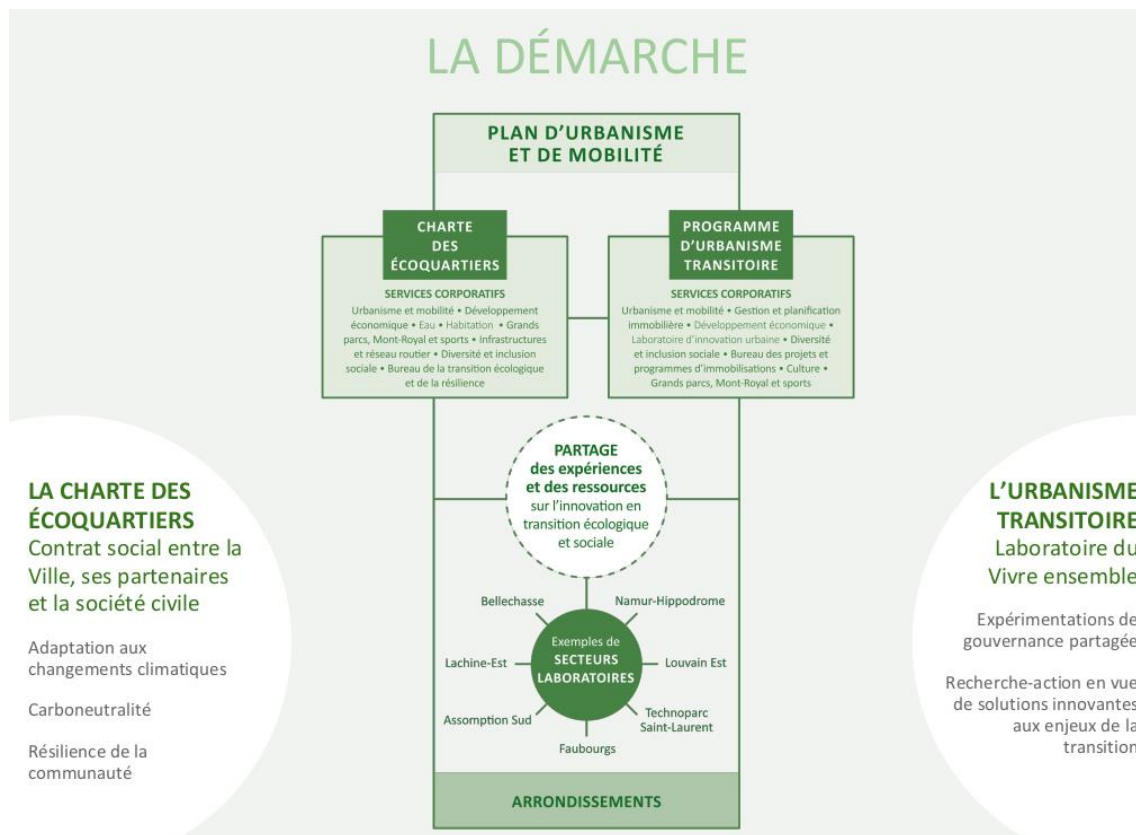 LA DÉMARCHE
PLAN D'URBANISME
ET DE MOBILITÉ
CHARTE
DES
ÉCOQUARTIERS
SERVICES CORPORATIFS
Urbanisme et mobilité • Développement
économique • Eau • Habitation • Grands
parcs, Mont-Royal et sports • Infrastructures
et réseau routier • Diversité et inclusion
sociale • Bureau de la transition écologique
et de la résilience
PROGRAMME
D'URBANISME
TRANSITOIRE
SERVICES CORPORATIFS
Urbanisme et mobilité • Gestion et planification
immobilière • Développement économique •
Laboratoire d'innovation urbaine • Diversité
et inclusion sociale • Bureau des projets et
programmes d'immobilisations • Culture •
Grands parcs, Mont-Royal et sports
PARTAGE
des expériences
et des ressources
sur l'innovation en
transition écologique
et sociale
LA CHARTE DES
ÉCOQUARTIERS
Contrat social entre la
Ville, ses partenaires
et la société civile
Adaptation aux
changements climatiques
Carboneutralité
Résilience de la
communauté
Bellechasse
Namur-Hippodrome
Exemples de
SECTEURS
LABORATOIRES
Lachine-Est
Louvain Est
Assomption Sud
Technoparc
Saint-Laurent
Faubourgs
ARRONDISSEMENTS
L'URBANISME
TRANSITOIRE
Laboratoire du
Vivre ensemble
Expérimentations de
gouvernance partagée
Recherche-action en vue
de solutions innovantes
aux enjeux de la
transition